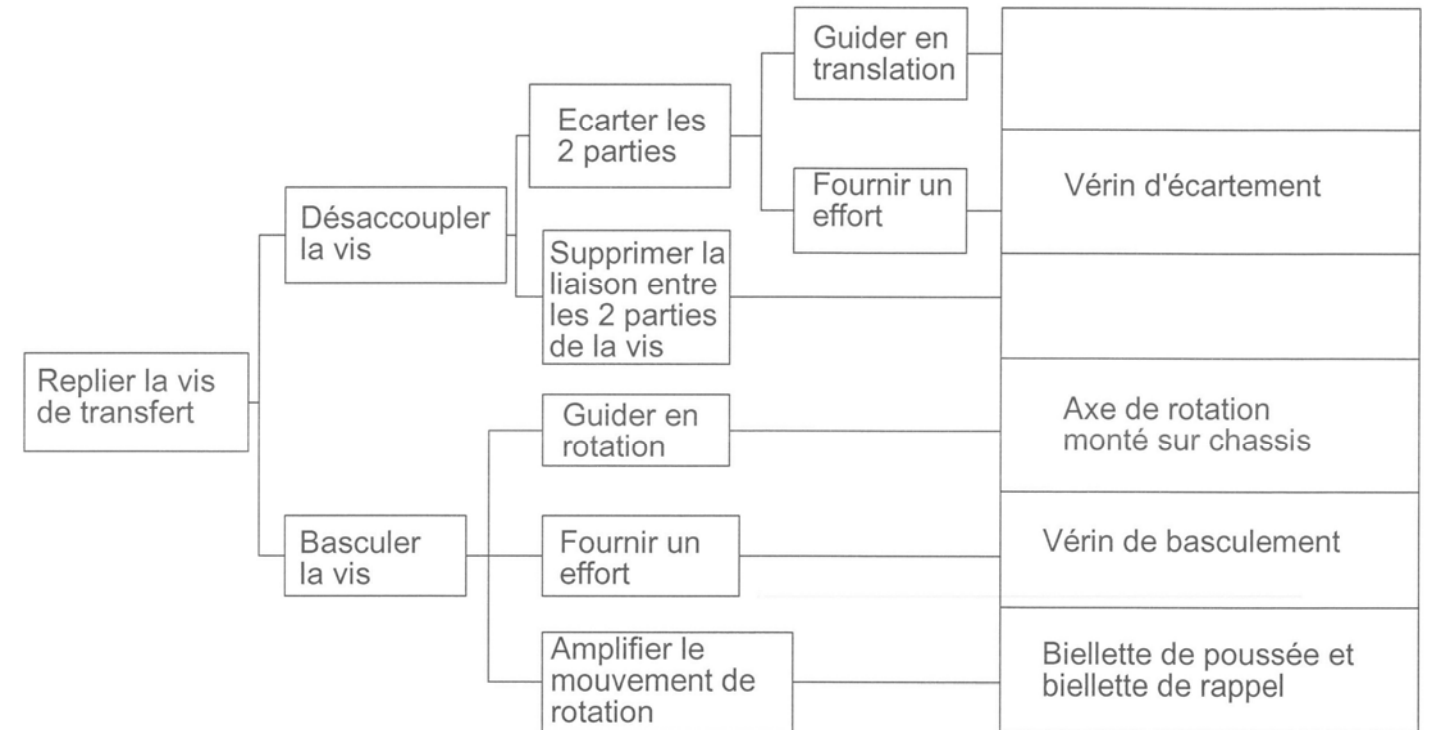 Guider en
translation
Ecarter les
2 parties
Fournir un
effort
Vérin d'écartement
Désaccoupler
la vis
Supprimer la
liaison entre
les 2 parties
de la vis
Replier la vis
de transfert
Guider en
rotation
Axe de rotation
monté sur chassis
Basculer
la vis
Fournir un
effort
Vérin de basculement
Amplifier le
mouvement de
rotation
Biellette de poussée et
biellette de rappel